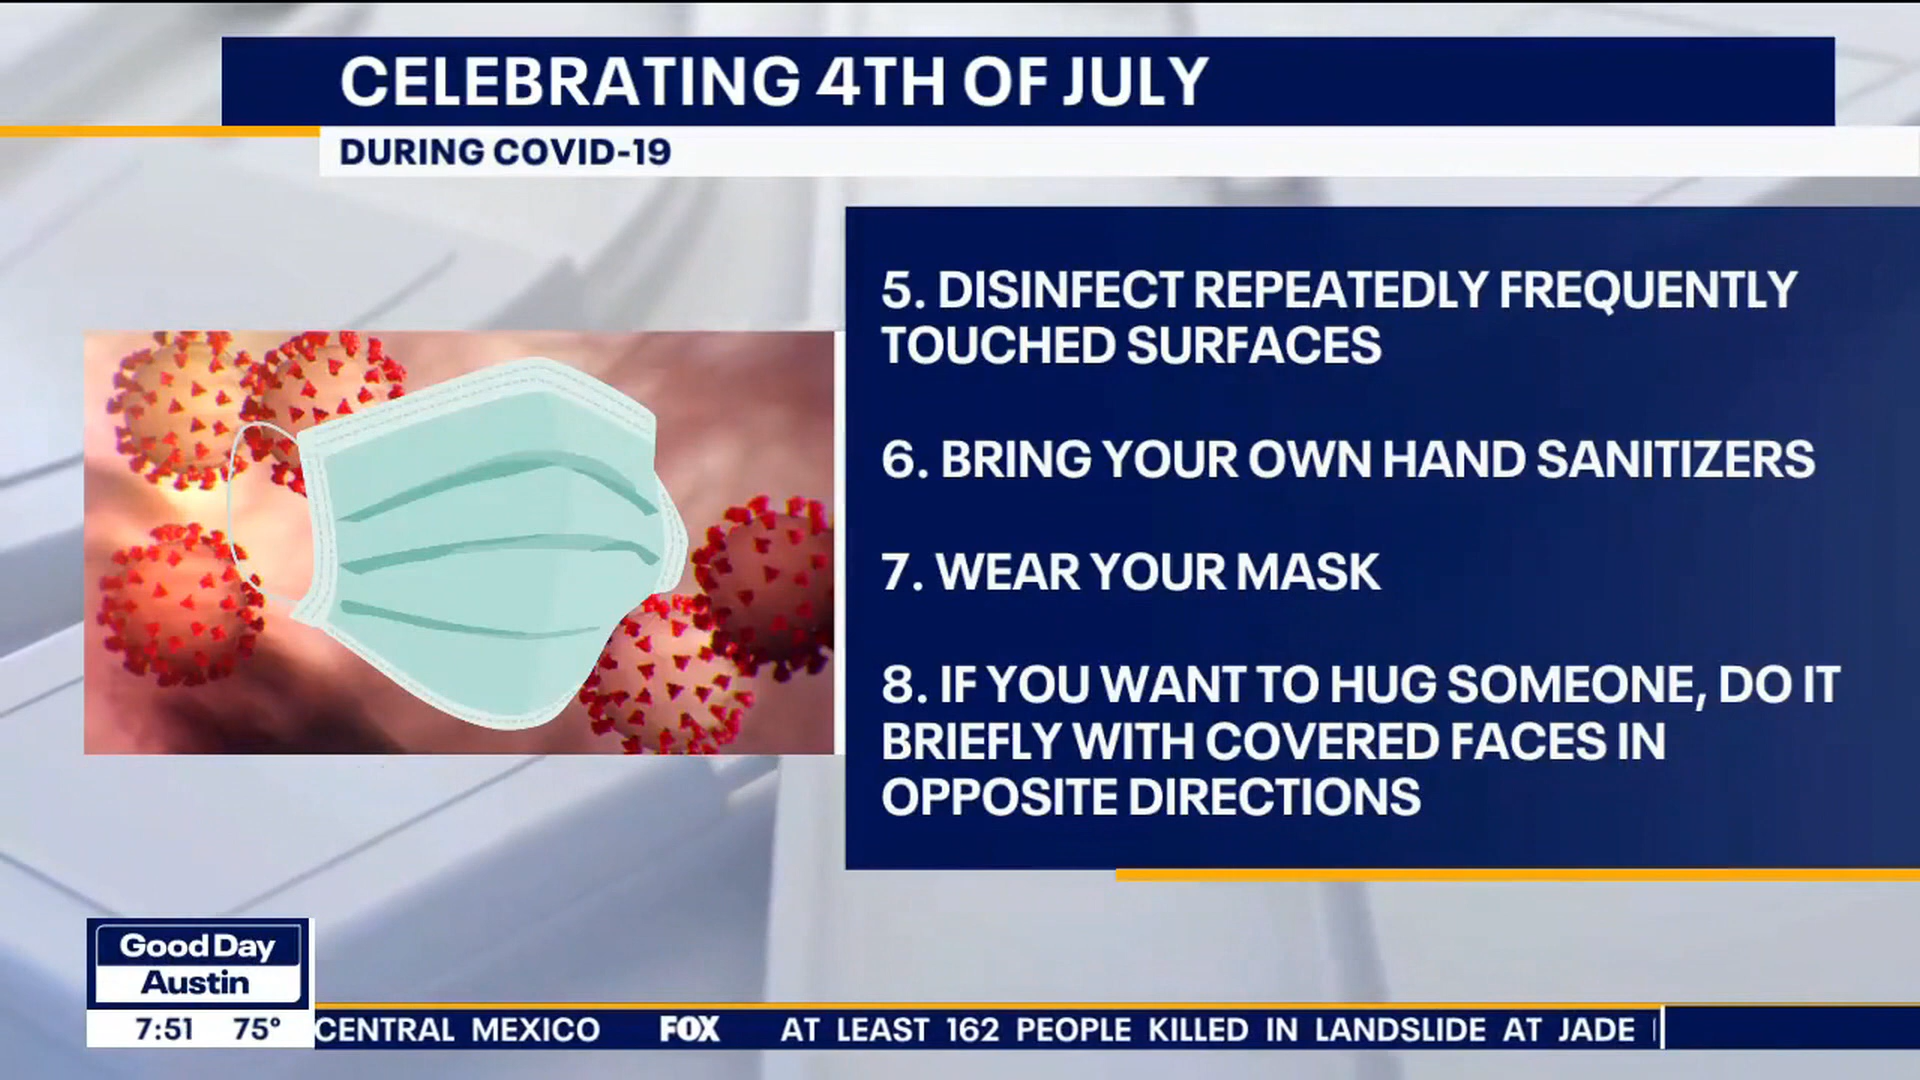 CELEBRATING 4TH OF JULY
DURING COVID-19
5. DISINFECT REPEATEDLY FREQUENTLY
TOUCHED SURFACES
6. BRING YOUR OWN HAND SANITIZERS
7. WEAR YOUR MASK
8. IF YOU WANT TO HUG SOMEONE, DO IT
BRIEFLY WITH COVERED FACES IN
OPPOSITE DIRECTIONS
Good Day
Austin
7:51 75° CENTRAL MEXICO FOX AT LEAST 162 PEOPLE KILLED IN LANDSLIDE AT JADE